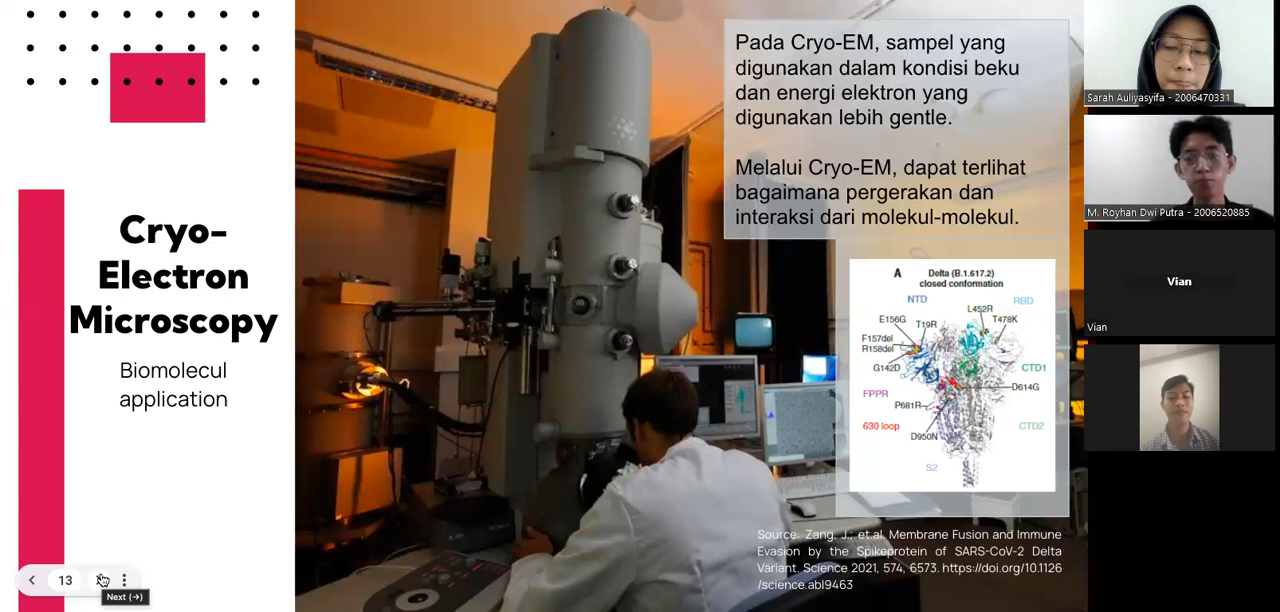 Cryo-
Electron
Microscopy
Biomolecul
application
13
Next (→)
Pada Cryo-EM, sampel yang
digunakan dalam kondisi beku
dan energi elektron yang
digunakan lebih gentle.
Melalui Cryo-EM, dapat terlihat
bagaimana pergerakan dan
interaksi dari molekul-molekul.
A
Delta (B.1.617.2)
closed conformation
NTD
RBD
E156G
T19R
L452R
T478K
F157del
R158del
G142D
CTD1
FPPR
D614G
P681R
630 loop
CTD2
D950N
S2
Source: Zang, J.; et.al. Membrane Fusion and Immune
Evasion by the Spikeprotein of SARS-CoV-2 Delta
Variant. Science 2021, 574, 6573. https://doi.org/10.1126
/science.abl9463
Sarah Auliyasyifa - 2006470331
M. Royhan Dwi Putra - 2006520885
Vian
Vian